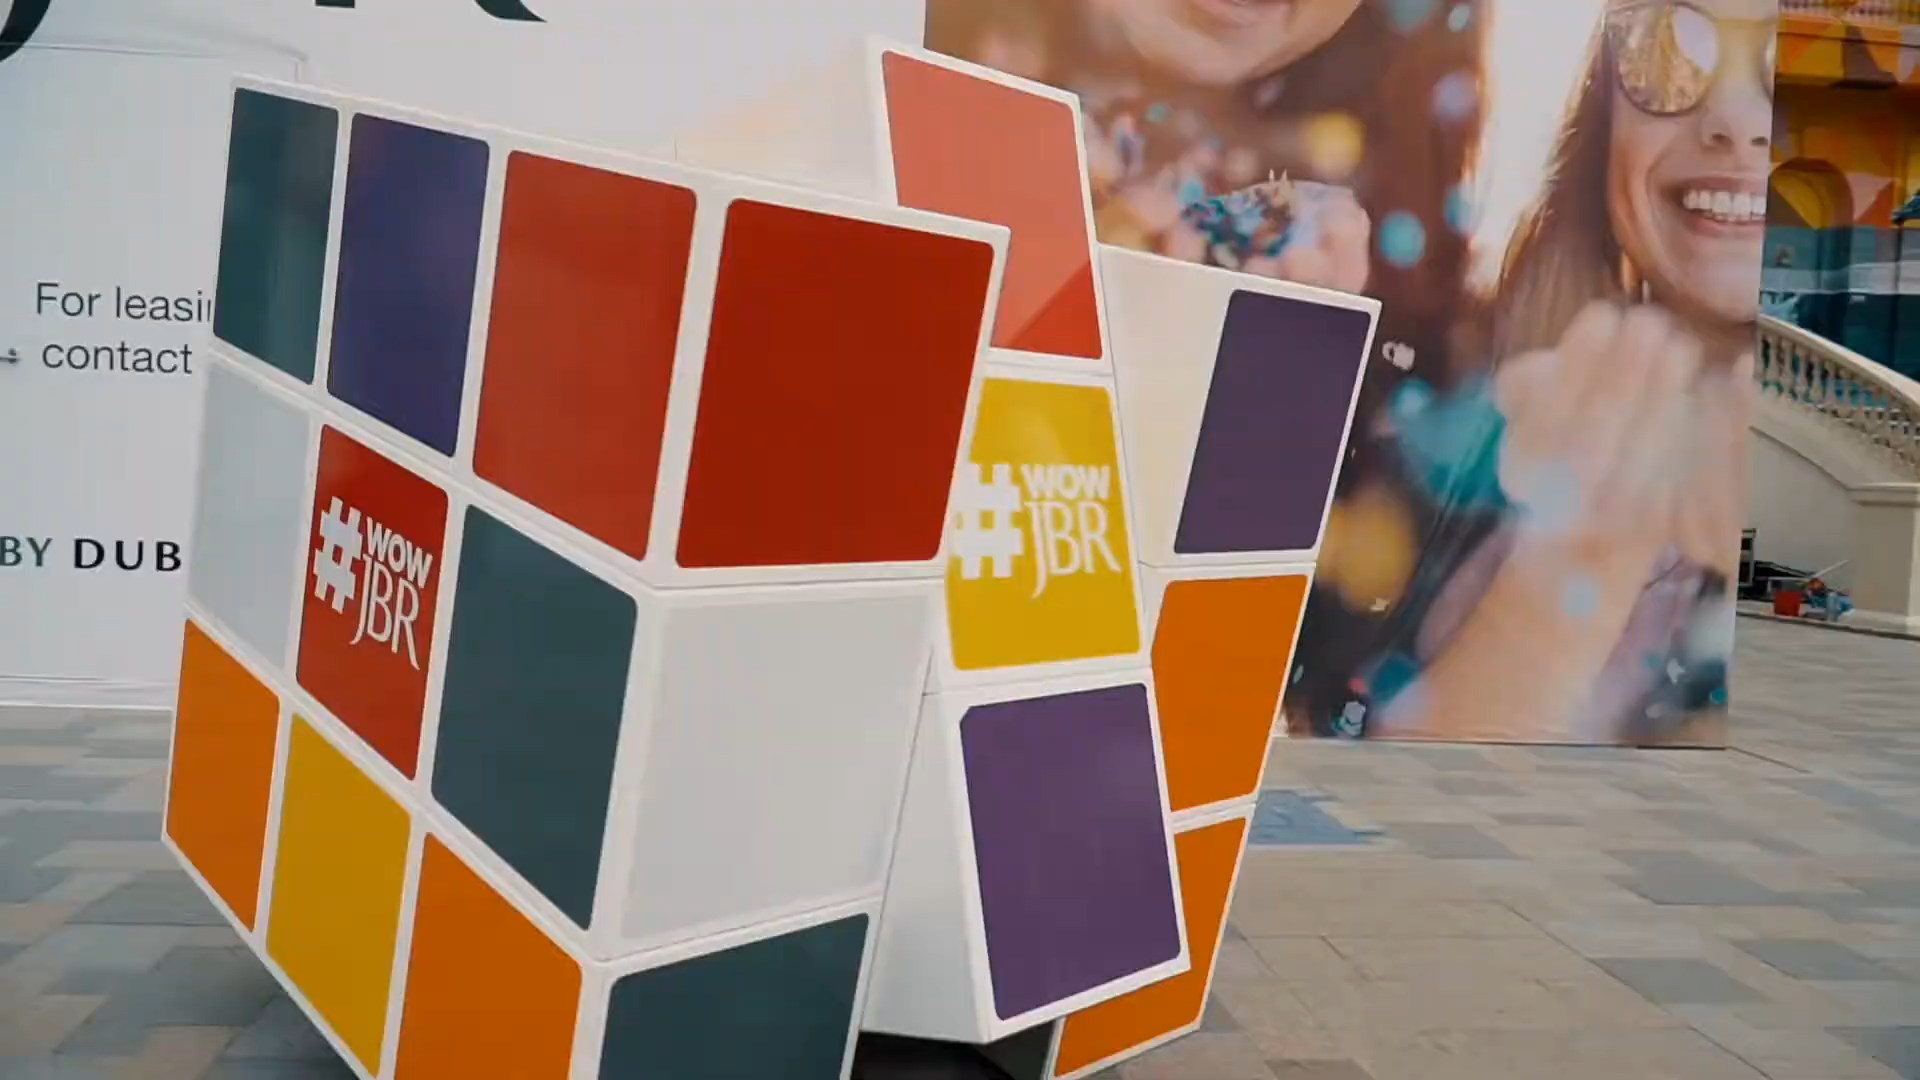 For leasi
contact
BY DUB
#WOW
JBR
#WOW
JBR